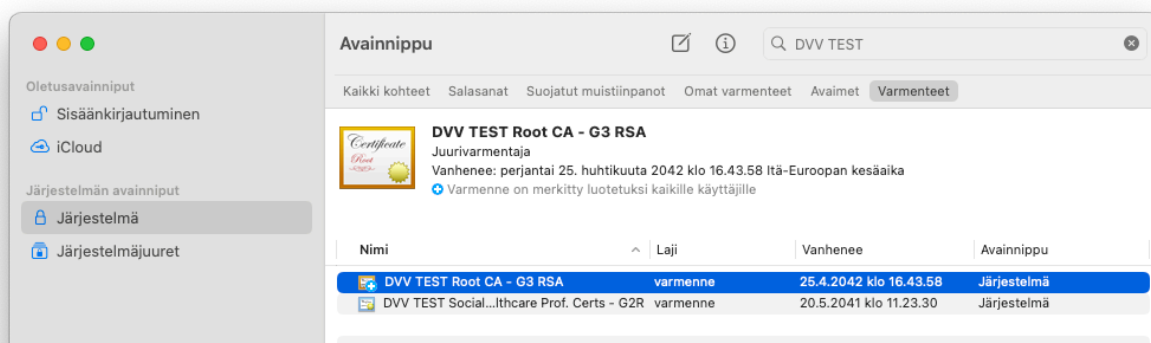 Avainnippu
DVV TEST
Oletusavainniput
Sisäänkirjautuminen
iCloud
Järjestelmän avainniput
Järjestelmä
Järjestelmäjuuret
Kaikki kohteet Salasanat Suojatut muistiinpanot Omat varmenteet Avaimet Varmenteet
Certificate
Root
DVV TEST Root CA - G3 RSA
Juurivarmentaja
Vanhenee: perjantai 25. huhtikuuta 2042 klo 16.43.58 Itä-Euroopan kesäaika
Varmenne on merkitty luotetuksi kaikille käyttäjille
Nimi Laji Vanhenee Avainnippu
DVV TEST Root CA - G3 RSA varmenne 25.4.2042 klo 16.43.58 Järjestelmä
DVV TEST Social...lthcare Prof. Certs - G2R varmenne 20.5.2041 klo 11.23.30 Järjestelmä